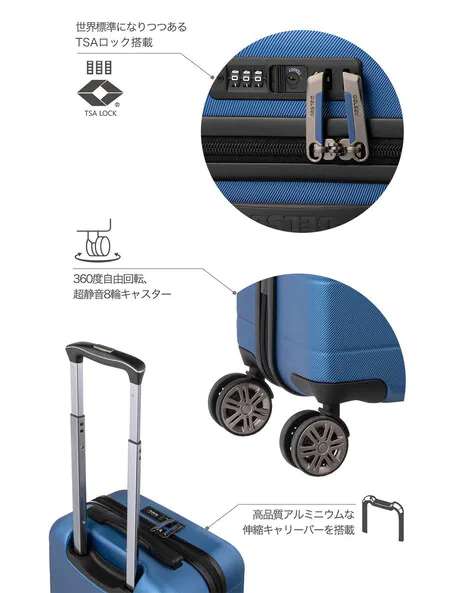 世界標準になりつつある
TSAロック搭載
®
TSA LOCK
DELSEY
360度自由回転、
超静音8輪キャスター
高品質アルミニウムな
伸縮キャリーバーを搭載